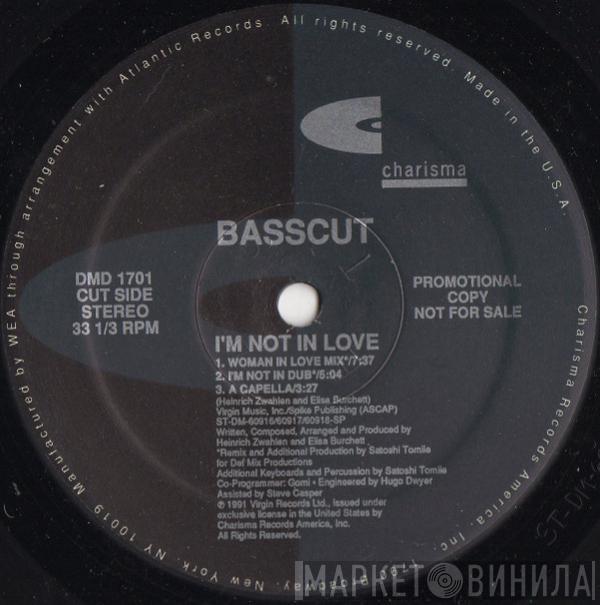 charisma
BASSCUT
DMD 1701
CUT SIDE
STEREO
33 1/3 RPM
PROMOTIONAL
COPY
NOT FOR SALE
I'M NOT IN LOVE
1. WOMAN IN LOVE MIX*/7:37
2. I'M NOT IN DUB*/5:04
3. A CAPELLA/3:27
(Heinrich Zwahlen and Elisa Burchett)
Virgin Music, Inc./Spike Publishing (ASCAP)
ST-DM-60916/60917/60918-SP
Written, Composed, Arranged and Produced by
Heinrich Zwahlen and Elisa Burchett
*Remix and Additional Production by Satoshi Tomiie
for Def Mix Productions
Additional Keyboards and Percussion by Satoshi Tomiie
Co-Programmer: Gomi • Engineered by Hugo Dwyer
Assisted by Steve Casper
℗ 1991 Virgin Records Ltd., issued under
exclusive license in the United States by
Charisma Records America, Inc.
All Rights Reserved.
Manufactured by WEA through arrangement with Atlantic Records. All rights reserved. Made in the U.S.A.
Charisma Records America, Inc. Broadway, New York, NY 10019
ST-DM-
МАРКЕТ ВИНИЛА